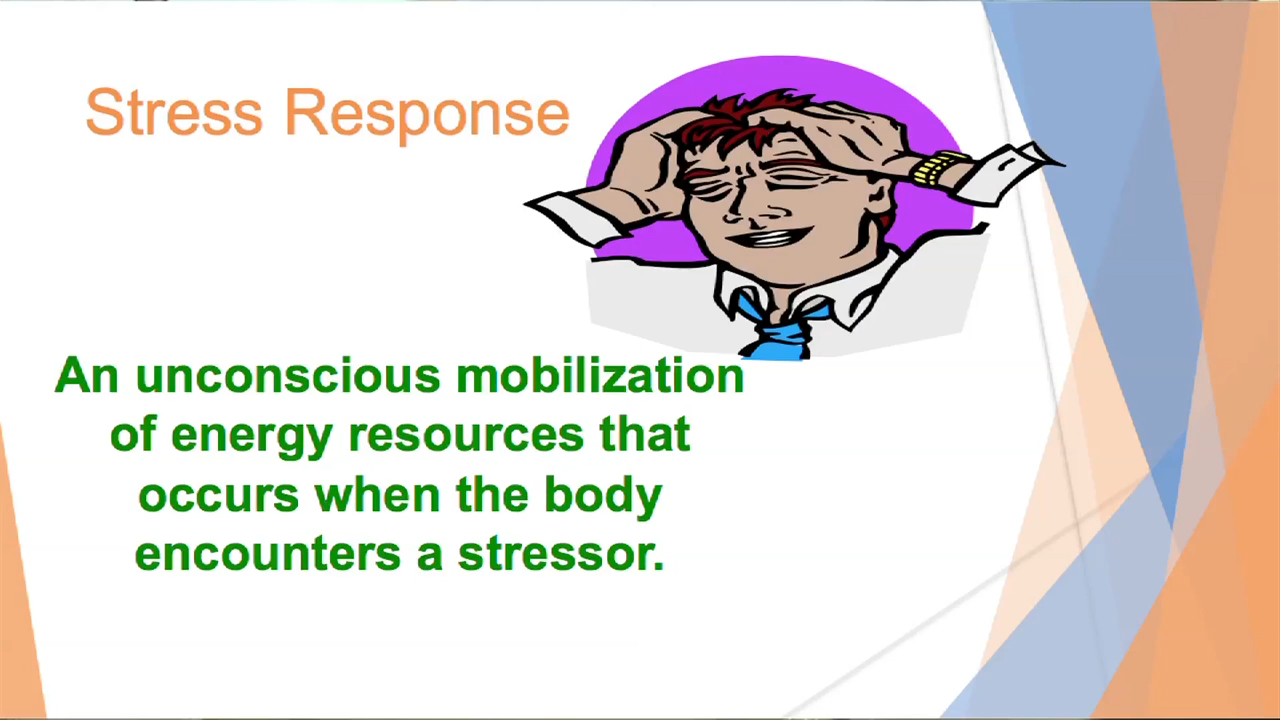 Stress Response
An unconscious mobilization
of energy resources that
occurs when the body
encounters a stressor.